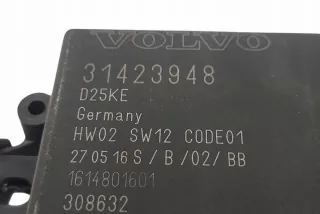 VOLVO
31423948
D25KE
Germany
HW02 SW12 CODE01
27 05 16 S / B / 02 / BB
1614801601
308632